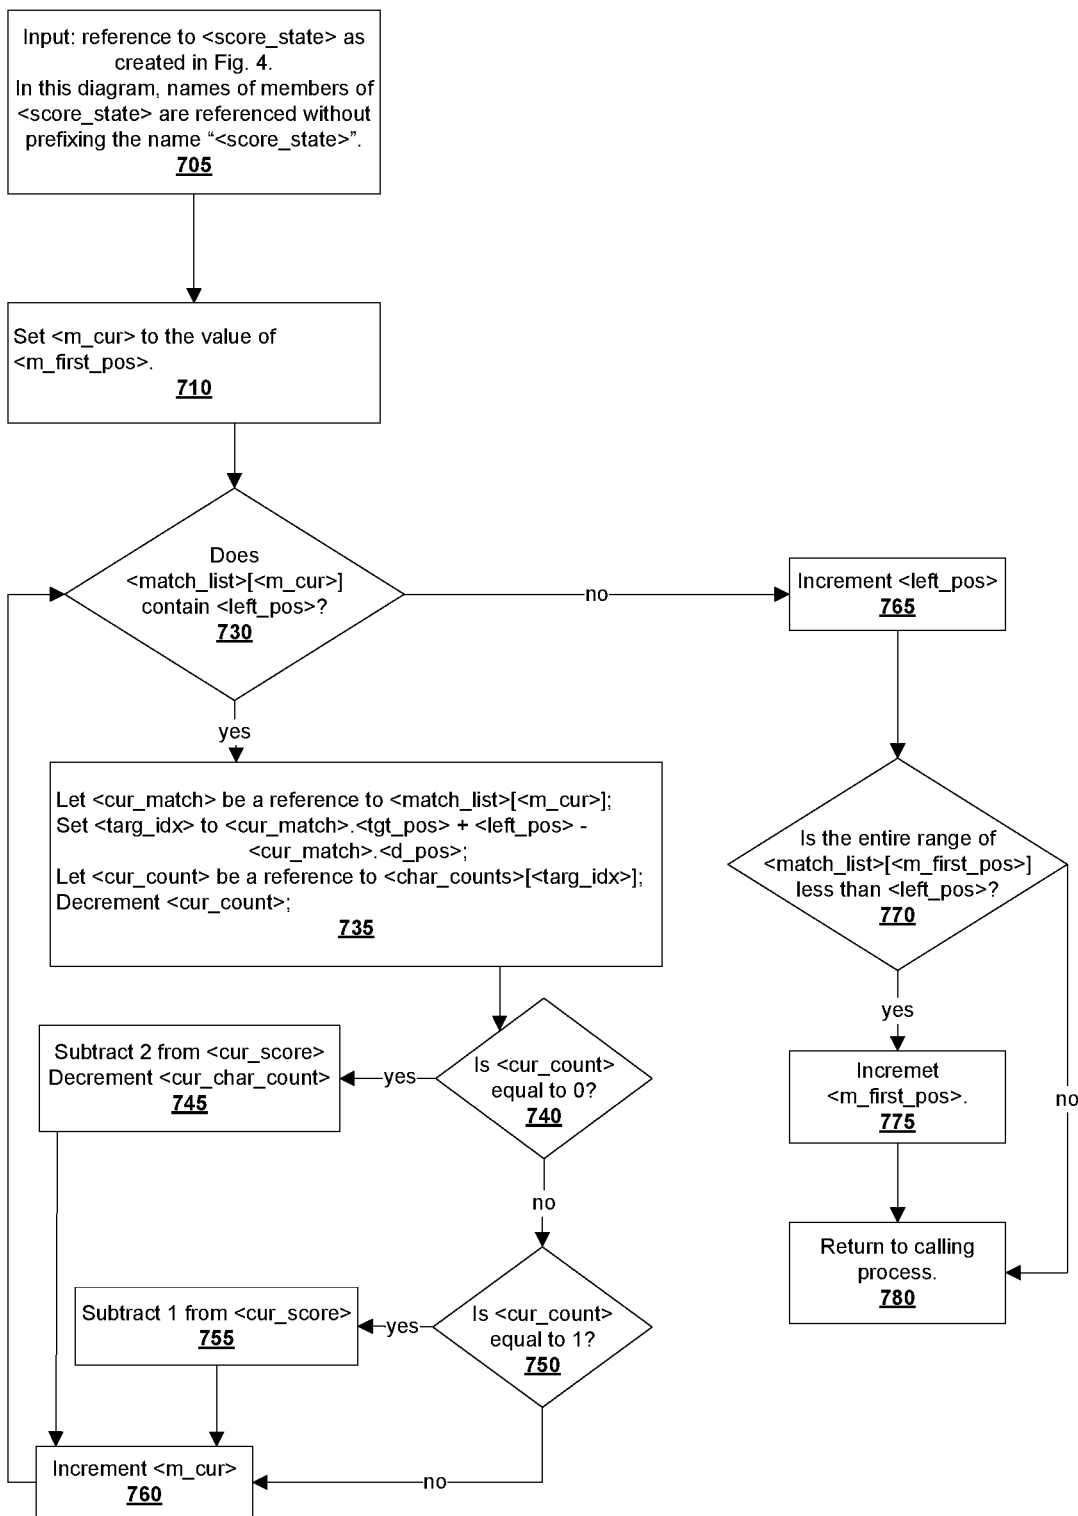 Input: reference to <score_state> as
created in Fig. 4.
In this diagram, names of members of
<score_state> are referenced without
prefixing the name “<score_state>”.
705
Set <m_cur> to the value of
<m_first_pos>.
710
Does
<match_list>[<m_cur>]
contain <left_pos>?
730
no
Increment <left_pos>
765
yes
Let <cur_match> be a reference to <match_list>[<m_cur>];
Set <targ_idx> to <cur_match>.<tgt_pos> + <left_pos> -
<cur_match>.<d_pos>;
Let <cur_count> be a reference to <char_counts>[<targ_idx>];
Decrement <cur_count>;
735
Is the entire range of
<match_list>[<m_first_pos>]
less than <left_pos>?
770
yes
no
Incremet
<m_first_pos>.
775
Return to calling
process.
780
Is <cur_count>
equal to 0?
740
yes
Subtract 2 from <cur_score>
Decrement <cur_char_count>
745
no
Is <cur_count>
equal to 1?
750
yes
Subtract 1 from <cur_score>
755
no
Increment <m_cur>
760